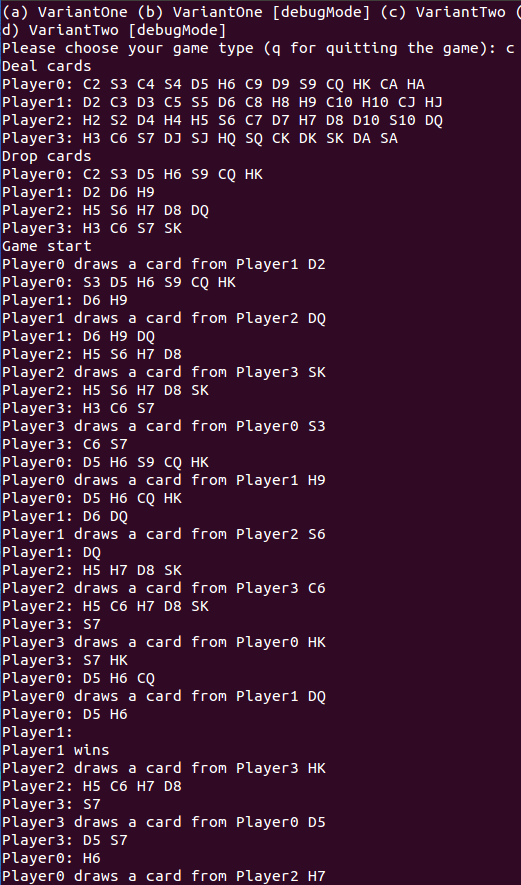 (a) VariantOne (b) VariantOne [debugMode] (c) VariantTwo (
d) VariantTwo [debugMode]
Please choose your game type (q for quitting the game): c
Deal cards
Player0: C2 S3 C4 S4 D5 H6 C9 D9 S9 CQ HK CA HA
Player1: D2 C3 D3 C5 S5 D6 C8 H8 H9 C10 H10 CJ HJ
Player2: H2 S2 D4 H4 H5 S6 C7 D7 H7 D8 D10 S10 DQ
Player3: H3 C6 S7 DJ SJ HQ SQ CK DK SK DA SA
Drop cards
Player0: C2 S3 D5 H6 S9 CQ HK
Player1: D2 D6 H9
Player2: H5 S6 H7 D8 DQ
Player3: H3 C6 S7 SK
Game start
Player0 draws a card from Player1 D2
Player0: S3 D5 H6 S9 CQ HK
Player1: D6 H9
Player1 draws a card from Player2 DQ
Player1: D6 H9 DQ
Player2: H5 S6 H7 D8
Player2 draws a card from Player3 SK
Player2: H5 S6 H7 D8 SK
Player3: H3 C6 S7
Player3 draws a card from Player0 S3
Player3: C6 S7
Player0: D5 H6 S9 CQ HK
Player0 draws a card from Player1 H9
Player0: D5 H6 CQ HK
Player1: D6 DQ
Player1 draws a card from Player2 S6
Player1: DQ
Player2: H5 H7 D8 SK
Player2 draws a card from Player3 C6
Player2: H5 C6 H7 D8 SK
Player3: S7
Player3 draws a card from Player0 HK
Player3: S7 HK
Player0: D5 H6 CQ
Player0 draws a card from Player1 DQ
Player0: D5 H6
Player1:
Player1 wins
Player2 draws a card from Player3 HK
Player2: H5 C6 H7 D8
Player3: S7
Player3 draws a card from Player0 D5
Player3: D5 S7
Player0: H6
Player0 draws a card from Player2 H7